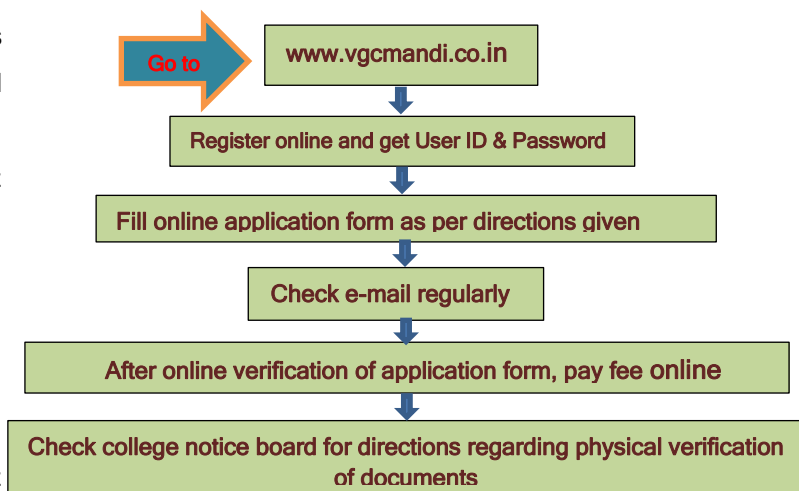 Go to
www.vgcmandi.co.in
Register online and get User ID & Password
Fill online application form as per directions given
Check e-mail regularly
After online verification of application form, pay fee online
Check college notice board for directions regarding physical verification
of documents